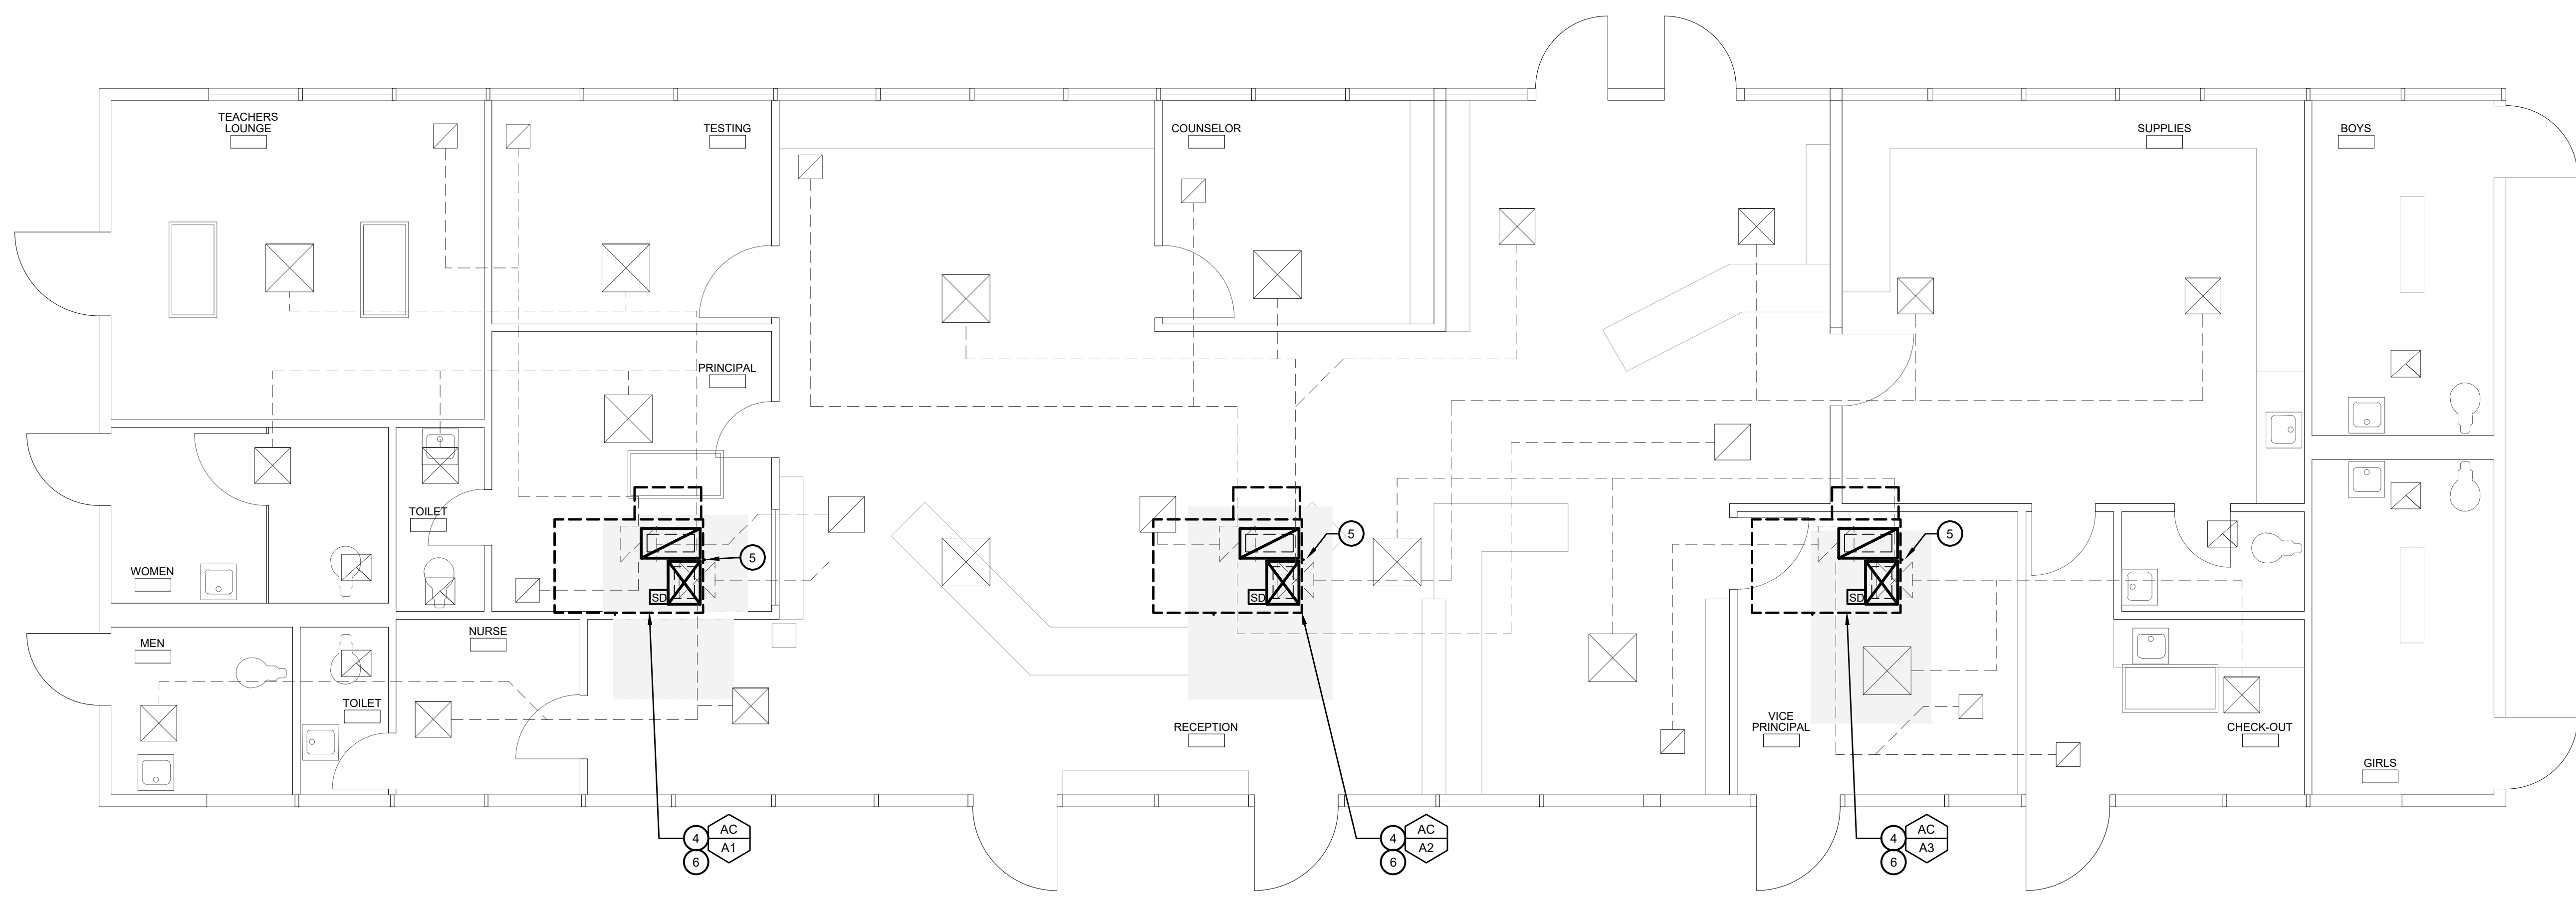 TEACHERS
LOUNGE
TESTING
COUNSELOR
SUPPLIES
BOYS
PRINCIPAL
TOILET
5
5
5
WOMEN
SD
SD
SD
MEN
NURSE
TOILET
RECEPTION
VICE
PRINCIPAL
CHECK-OUT
GIRLS
4
AC
A1
6
4
AC
A2
6
4
AC
A3
6